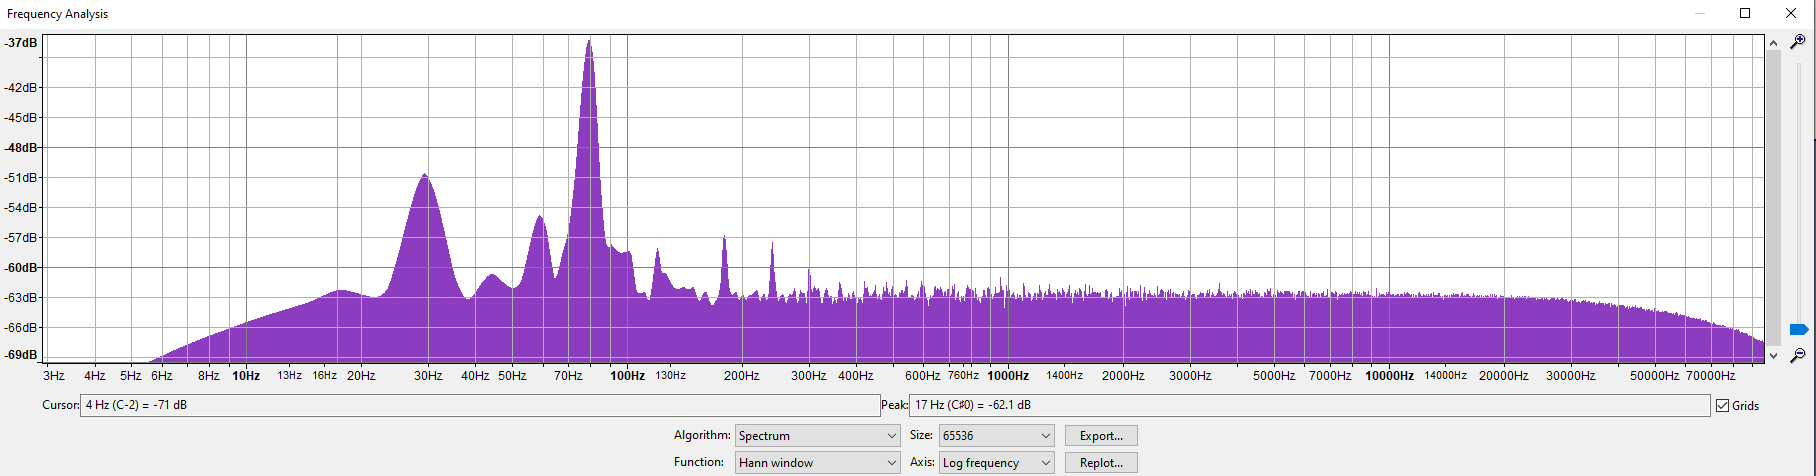 Frequency Analysis
-37dB
-42dB
-45dB
-48dB
-51dB
-54dB
-57dB
-60dB
-63dB
-66dB
-69dB
3Hz 4Hz 5Hz 6Hz 8Hz 10Hz 13Hz 16Hz 20Hz 30Hz 40Hz 50Hz 70Hz 100Hz 130Hz 200Hz 300Hz 400Hz 600Hz 760Hz 1000Hz 1400Hz 2000Hz 3000Hz 5000Hz 7000Hz 10000Hz 14000Hz 20000Hz 30000Hz 50000Hz 70000Hz
Cursor: 4 Hz (C-2) = -71 dB Peak: 17 Hz (C♯0) = -62.1 dB Grids
Algorithm: Spectrum Size: 65536 Export...
Function: Hann window Axis: Log frequency Replot...